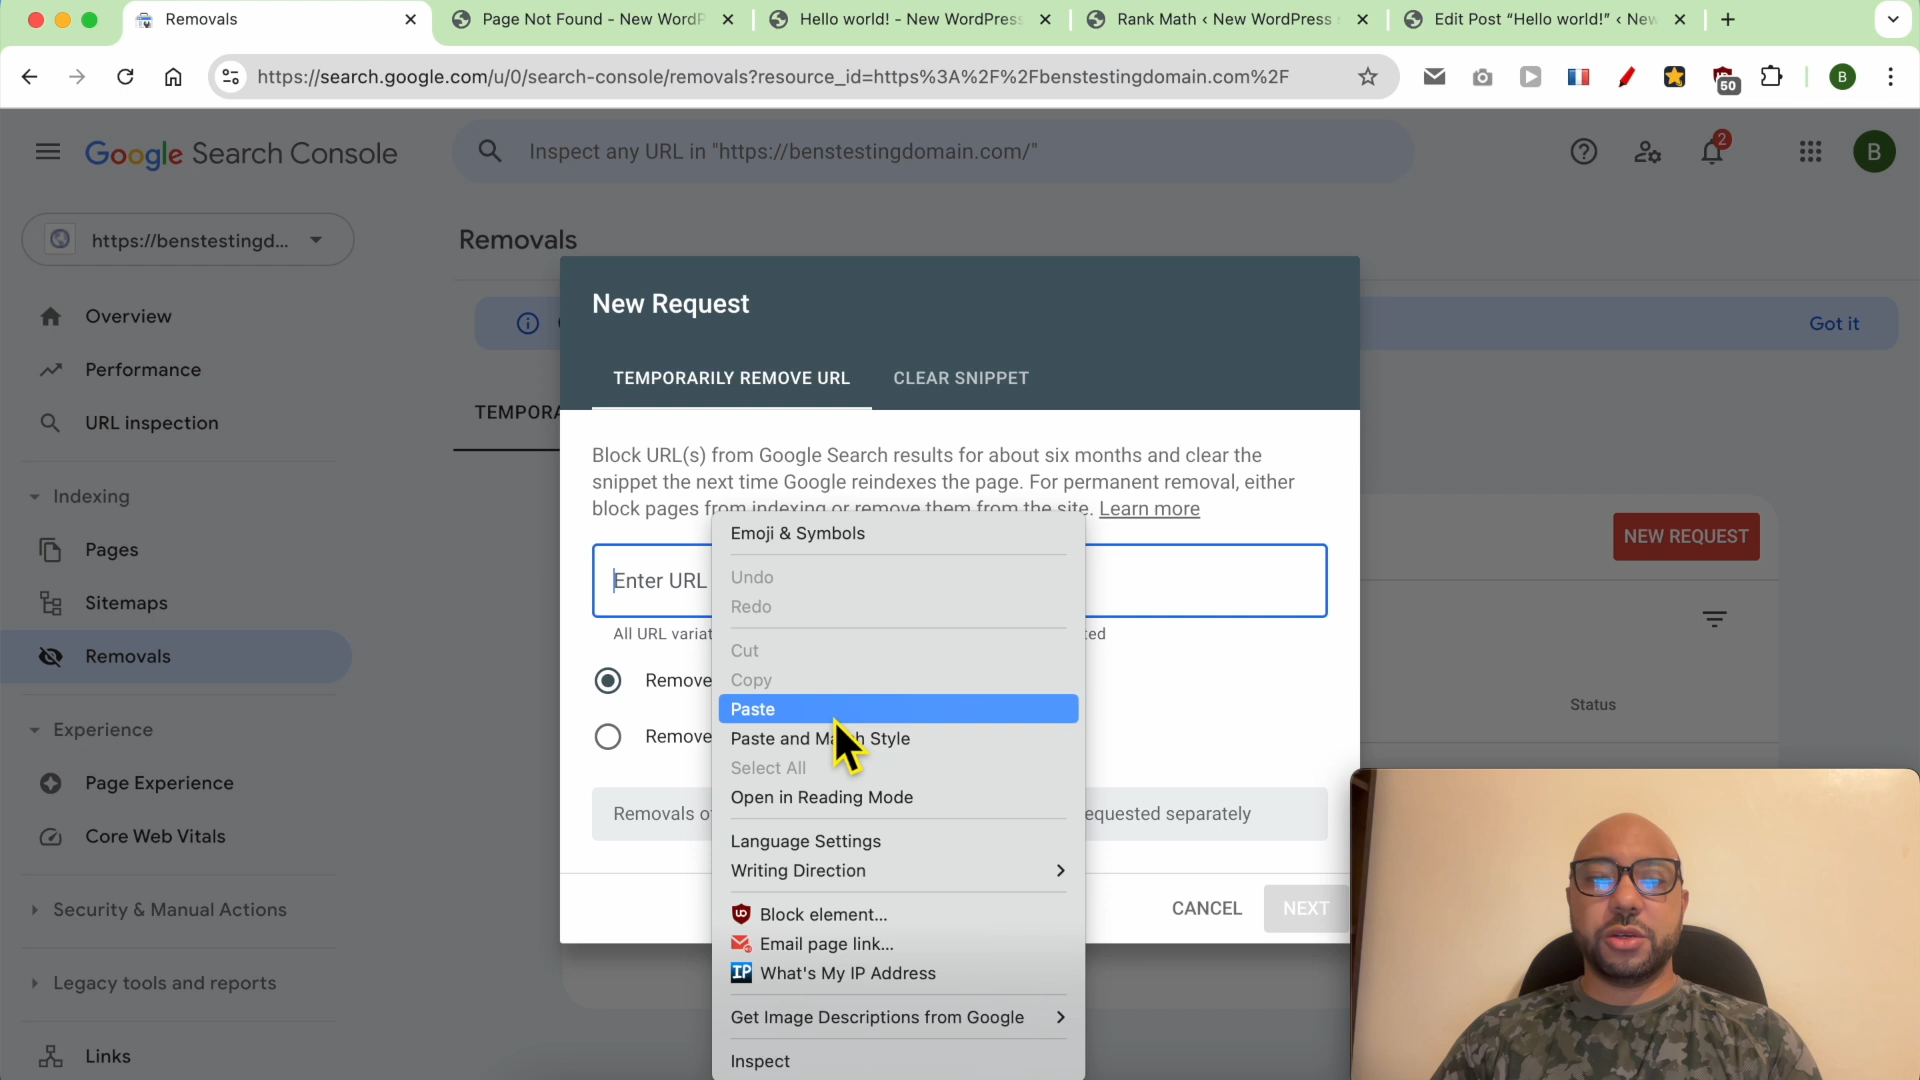 Removals
Page Not Found - New WordP
Hello world! - New WordPress
Rank Math ‹ New WordPress
Edit Post “Hello world!” ‹ New
https://search.google.com/u/0/search-console/removals?resource_id=https%3A%2F%2Fbenstestingdomain.com%2F
50
B
Google Search Console
Inspect any URL in "https://benstestingdomain.com/"
2
B
https://benstestingd...
Removals
Got it
Overview
Performance
URL inspection
TEMPORA
Indexing
Pages
Sitemaps
Removals
Experience
Page Experience
Core Web Vitals
Security & Manual Actions
Legacy tools and reports
Links
NEW REQUEST
Status
New Request
TEMPORARILY REMOVE URL
CLEAR SNIPPET
Block URL(s) from Google Search results for about six months and clear the
snippet the next time Google reindexes the page. For permanent removal, either
block pages from indexing or remove them from the site. Learn more
Enter URL
All URL variat
ted
Remove
Remove
Removals o
equested separately
CANCEL
NEXT
Emoji & Symbols
Undo
Redo
Cut
Copy
Paste
Paste and Ma h Style
Select All
Open in Reading Mode
Language Settings
Writing Direction
Block element...
Email page link...
IP What's My IP Address
Get Image Descriptions from Google
Inspect